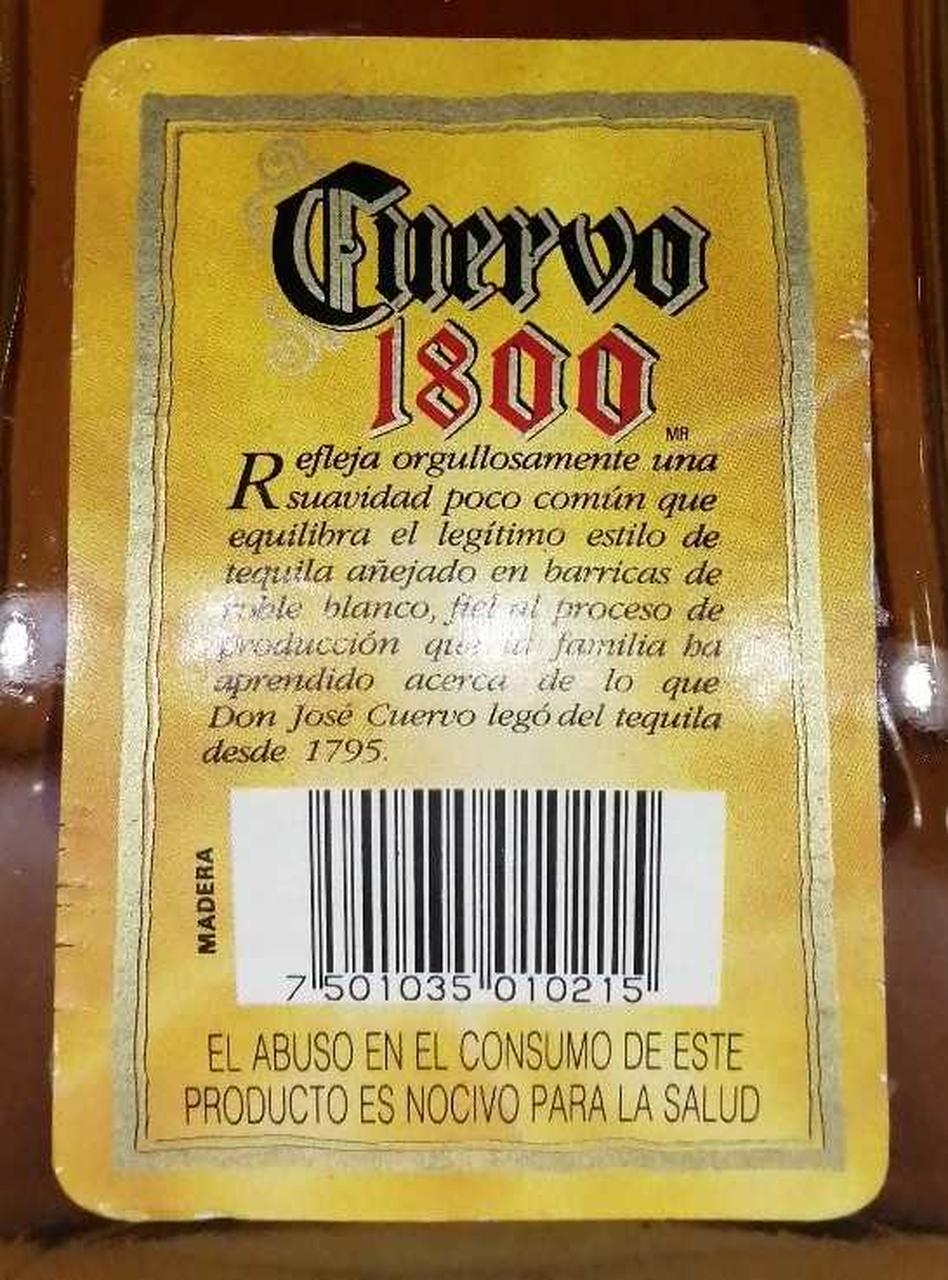 Cuervo
1800
MR
Refleja orgullosamente una
suavidad poco común que
equilibra el legítimo estilo de
tequila añejado en barricas de
roble blanco, fiel al proceso de
producción que la familia ha
aprendido acerca de lo que
Don José Cuervo legó del tequila
desde 1795.
MADERA
7 501035 010215
EL ABUSO EN EL CONSUMO DE ESTE
PRODUCTO ES NOCIVO PARA LA SALUD